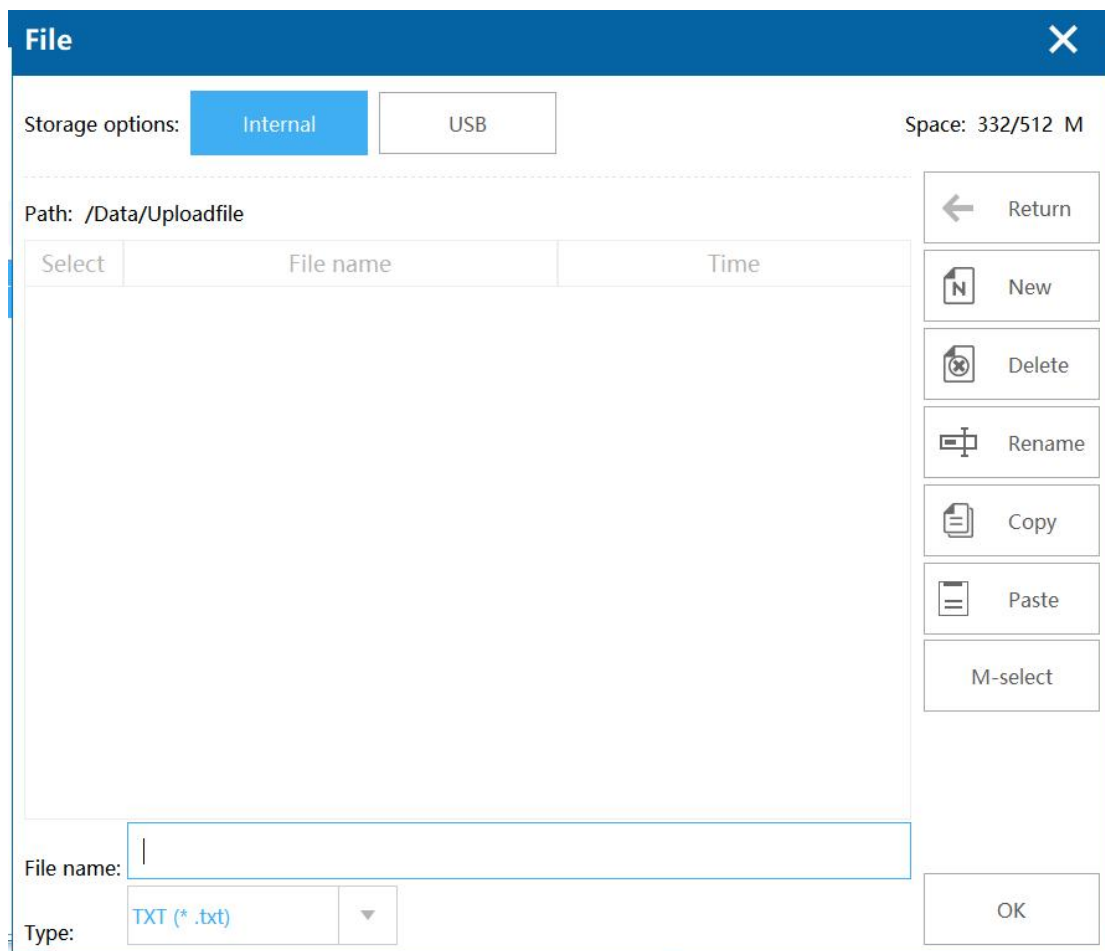 File
Storage options: Internal USB Space: 332/512 M
Path: /Data/Uploadfile
Return
Select File name Time
New
Delete
Rename
Copy
Paste
M-select
File name:
Type: TXT (* .txt)
OK